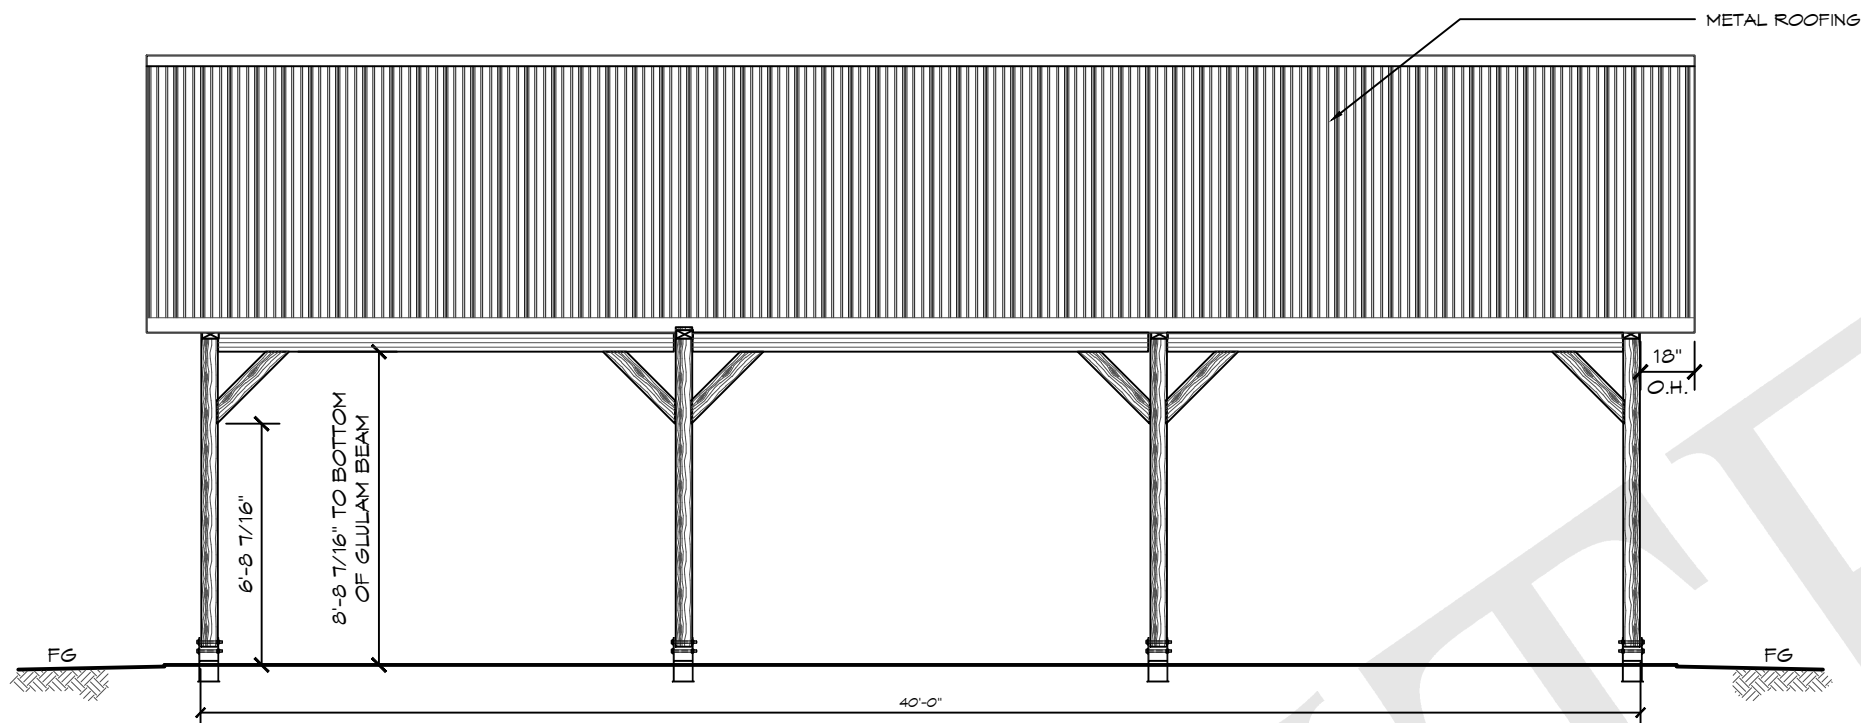 METAL ROOFING
18"
O.H.
8'-8 7/16" TO BOTTOM
OF GLULAM BEAM
6'-8 7/16"
FG
FG
40'-0"